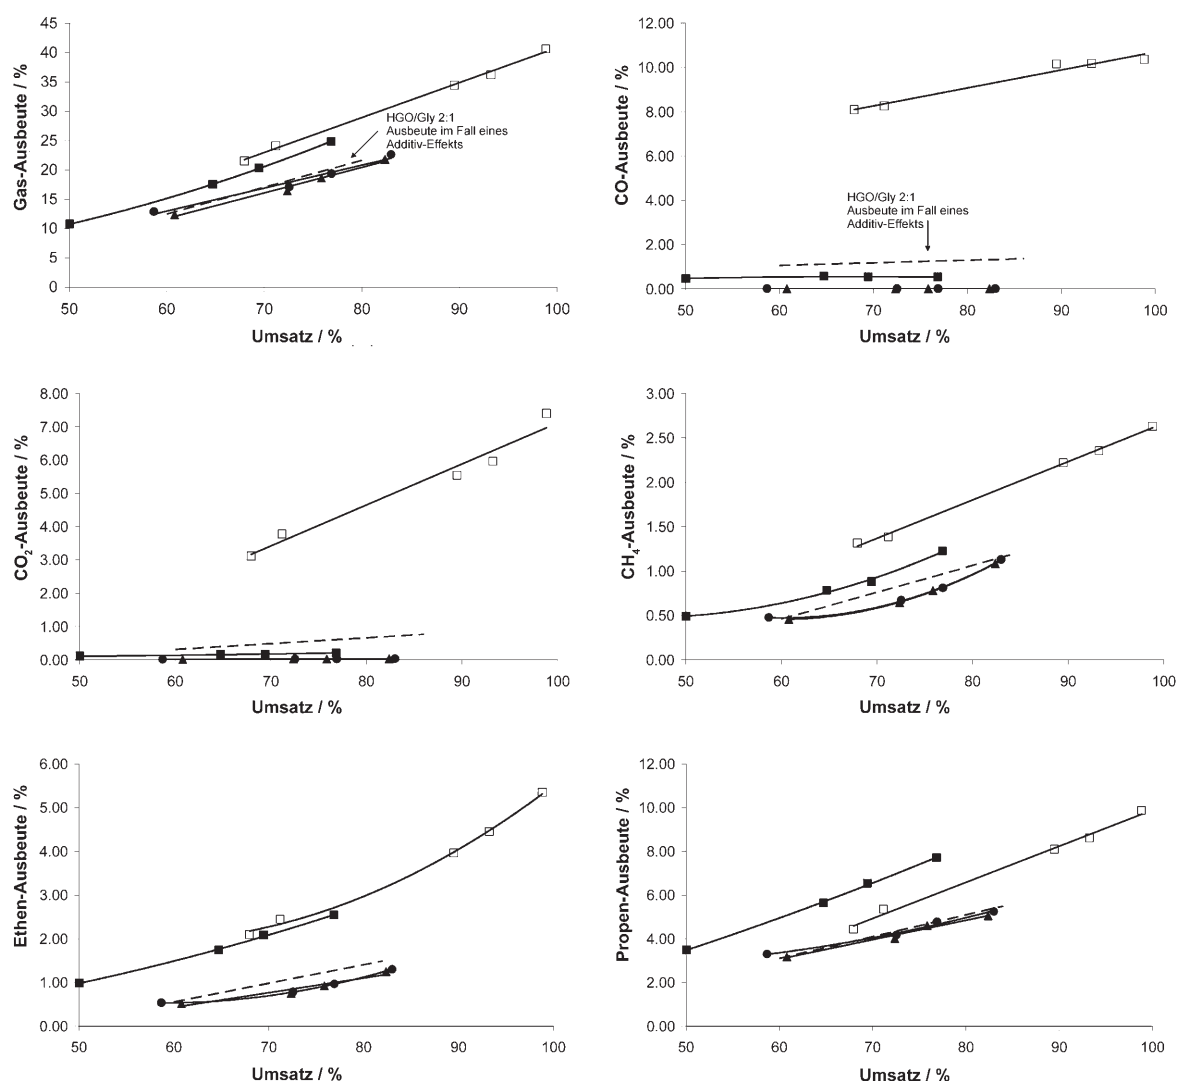 Gas-Ausbeute / %
45
40
35
30
25
20
15
10
5
0
HGO/Gly 2:1
Ausbeute im Fall eines
Additiv-Effekts
50 60 70 80 90 100
Umsatz / %
CO-Ausbeute / %
12.00
10.00
8.00
6.00
4.00
2.00
0.00
HGO/Gly 2:1
Ausbeute im Fall eines
Additiv-Effekts
50 60 70 80 90 100
Umsatz / %
CO2-Ausbeute / %
8.00
7.00
6.00
5.00
4.00
3.00
2.00
1.00
0.00
50 60 70 80 90 100
Umsatz / %
CH4-Ausbeute / %
3.00
2.50
2.00
1.50
1.00
0.50
0.00
50 60 70 80 90 100
Umsatz / %
Ethen-Ausbeute / %
6.00
5.00
4.00
3.00
2.00
1.00
0.00
50 60 70 80 90 100
Umsatz / %
Propen-Ausbeute / %
12.00
10.00
8.00
6.00
4.00
2.00
0.00
50 60 70 80 90 100
Umsatz / %